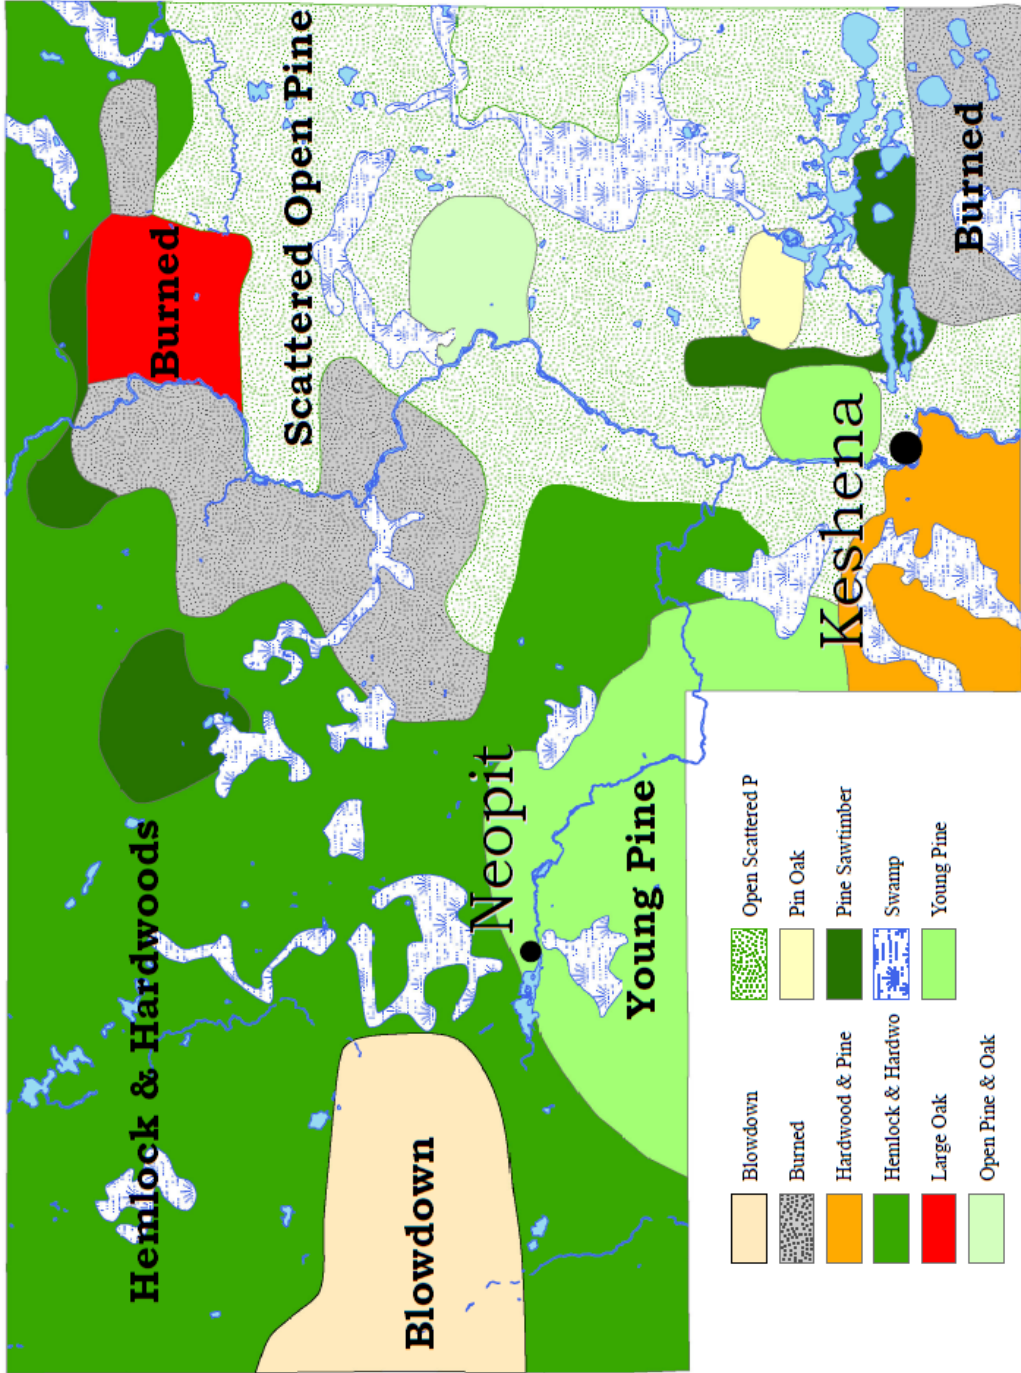 Hemlock & Hardwoods
Burned
Scattered Open Pine
Blowdown
Neopit
Young Pine
Keshena
Burned
Blowdown
Burned
Hardwood & Pine
Hemlock & Hardwo
Large Oak
Open Pine & Oak
Open Scattered P
Pin Oak
Pine Sawtimber
Swamp
Young Pine